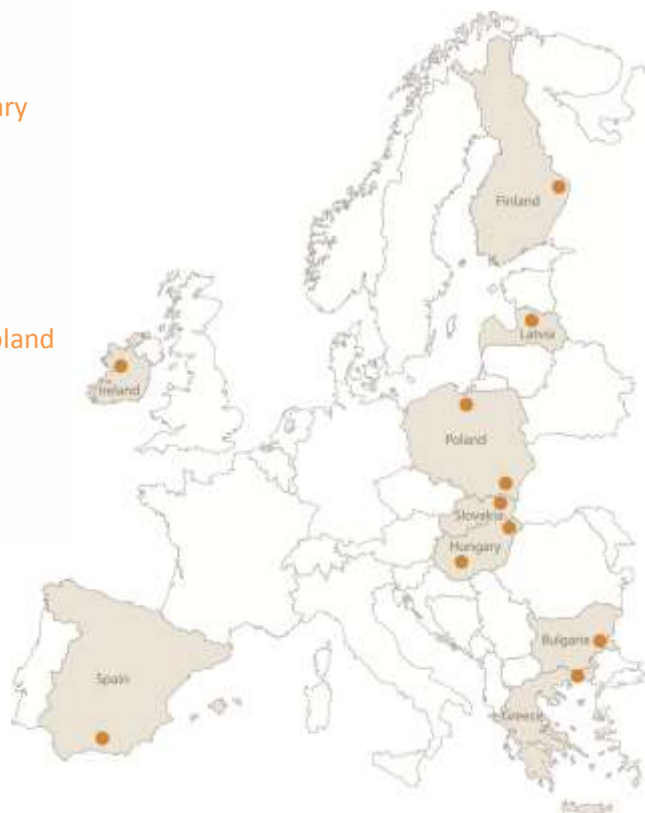 ary
Finland
Latvia
oland
Ireland
Poland
Slovakia
Hungary
Bulgaria
Spain
Greece